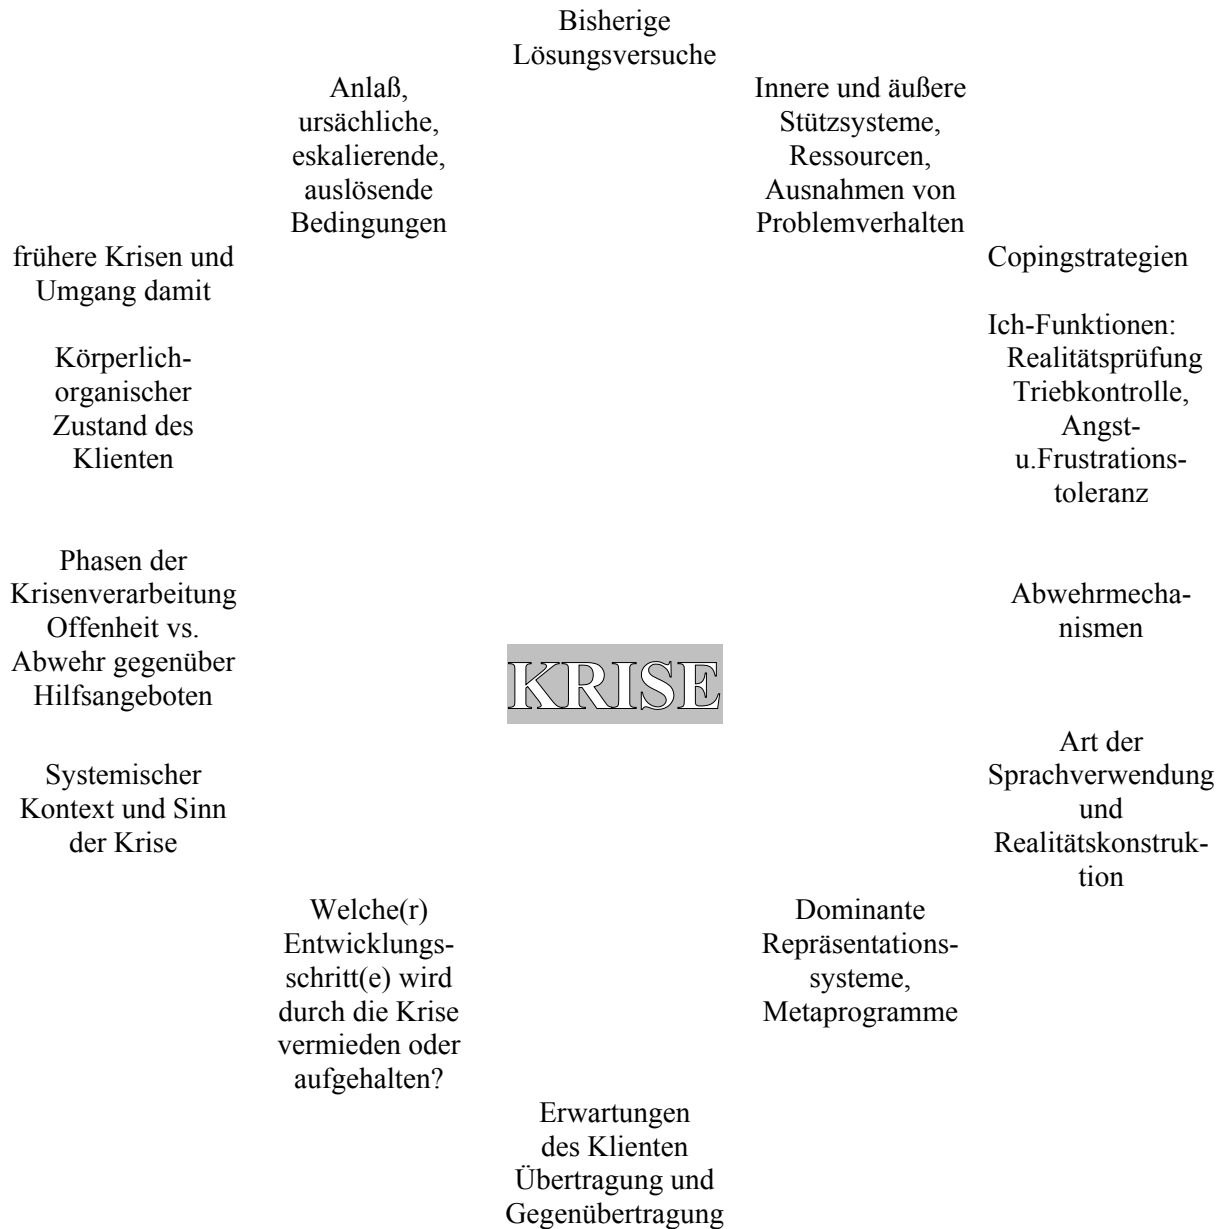 Bisherige
Lösungsversuche
Anlaß,
ursächliche,
eskalierende,
auslösende
Bedingungen
Innere und äußere
Stützsysteme,
Ressourcen,
Ausnahmen von
Problemverhalten
frühere Krisen und
Umgang damit
Copingstrategien
Körperlich-
organischer
Zustand des
Klienten
Ich-Funktionen:
Realitätsprüfung
Triebkontrolle,
Angst-
u.Frustrations-
toleranz
Phasen der
Krisenverarbeitung
Offenheit vs.
Abwehr gegenüber
Hilfsangeboten
Abwehrmecha-
nismen
KRISE
Systemischer
Kontext und Sinn
der Krise
Art der
Sprachverwendung
und
Realitätskonstruk-
tion
Welche(r)
Entwicklungs-
schritt(e) wird
durch die Krise
vermieden oder
aufgehalten?
Dominante
Repräsentations-
systeme,
Metaprogramme
Erwartungen
des Klienten
Übertragung und
Gegenübertragung